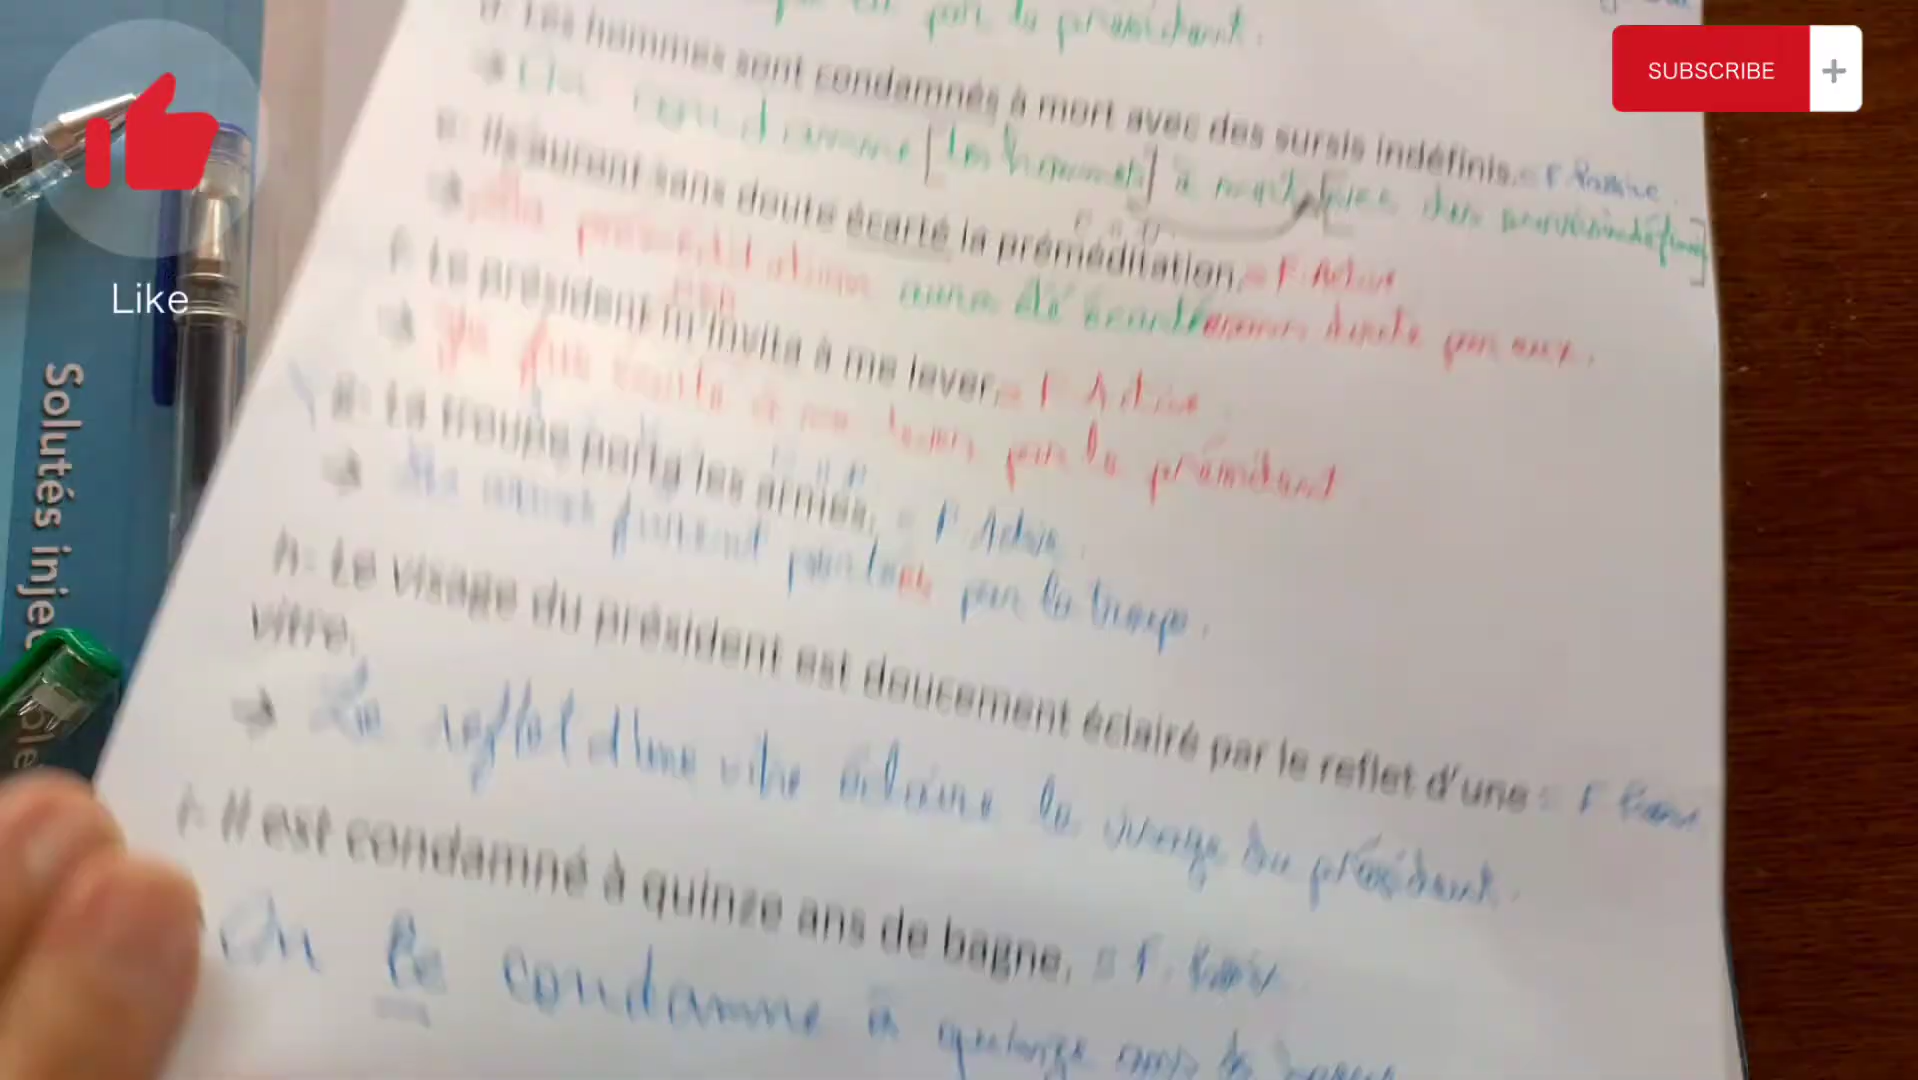 par le président.
D- Les hommes sont condamnés à mort avec des sursis indéfinis. = F Passive.
→ On condamne [les hommes] à mort [avec des sursis indéfinis]
E- Ils auront sans doute écarté la préméditation. = F. Active
→ La préméditation aura été écartée sans doute par eux.
F- Le président m'invita à me lever. = F Active
→ Je fus invité à me lever par le président
G- La troupe porta les armes. = F Active.
→ Les armes furent portées par la troupe.
h- Le visage du président est doucement éclairé par le reflet d'une = F Passive
vitre.
→ Le reflet d'une vitre éclaire le visage du président.
i- Il est condamné à quinze ans de bagne. = F. Passive
On le condamne à quinze ans de bagne
Solutés injec
Like
SUBSCRIBE +